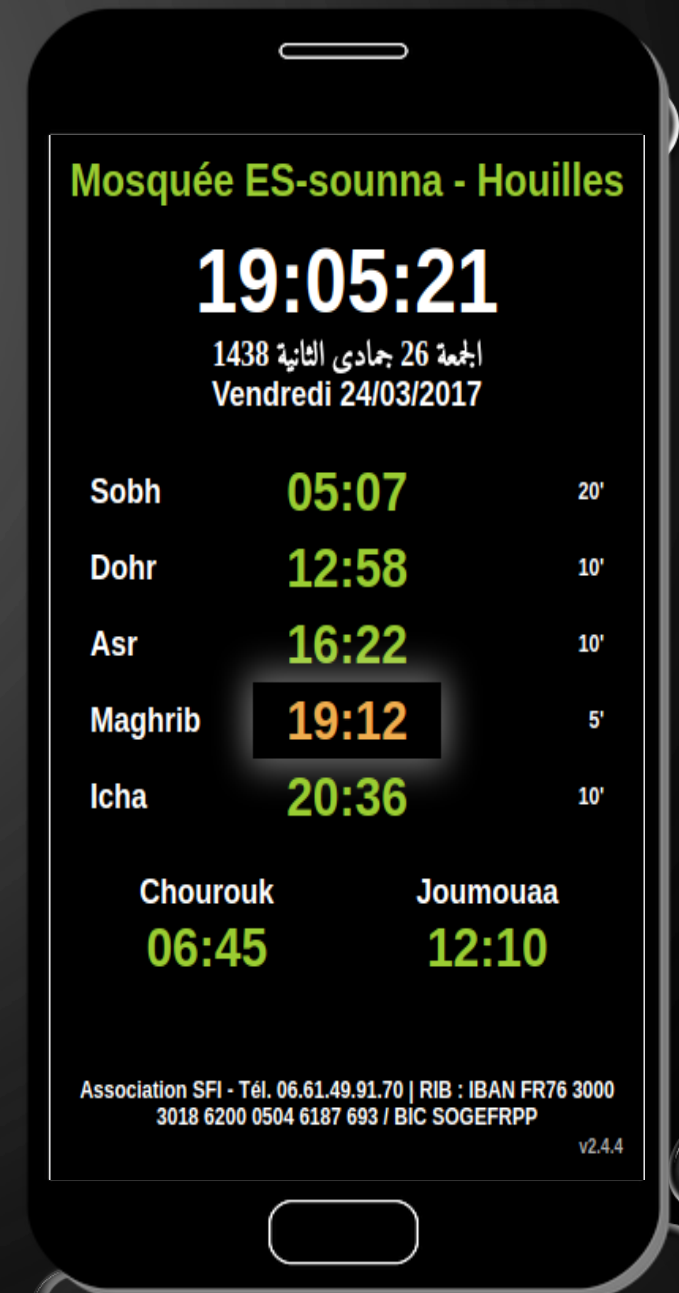 Mosquée ES-sounna - Houilles
19:05:21
الجمعة 26 جمادى الثانية 1438
Vendredi 24/03/2017
Sobh 05:07 20'
Dohr 12:58 10'
Asr 16:22 10'
Maghrib 19:12 5'
Icha 20:36 10'
Chourouk Joumouaa
06:45 12:10
Association SFI - Tél. 06.61.49.91.70 | RIB : IBAN FR76 3000
3018 6200 0504 6187 693 / BIC SOGEFRPP
v2.4.4